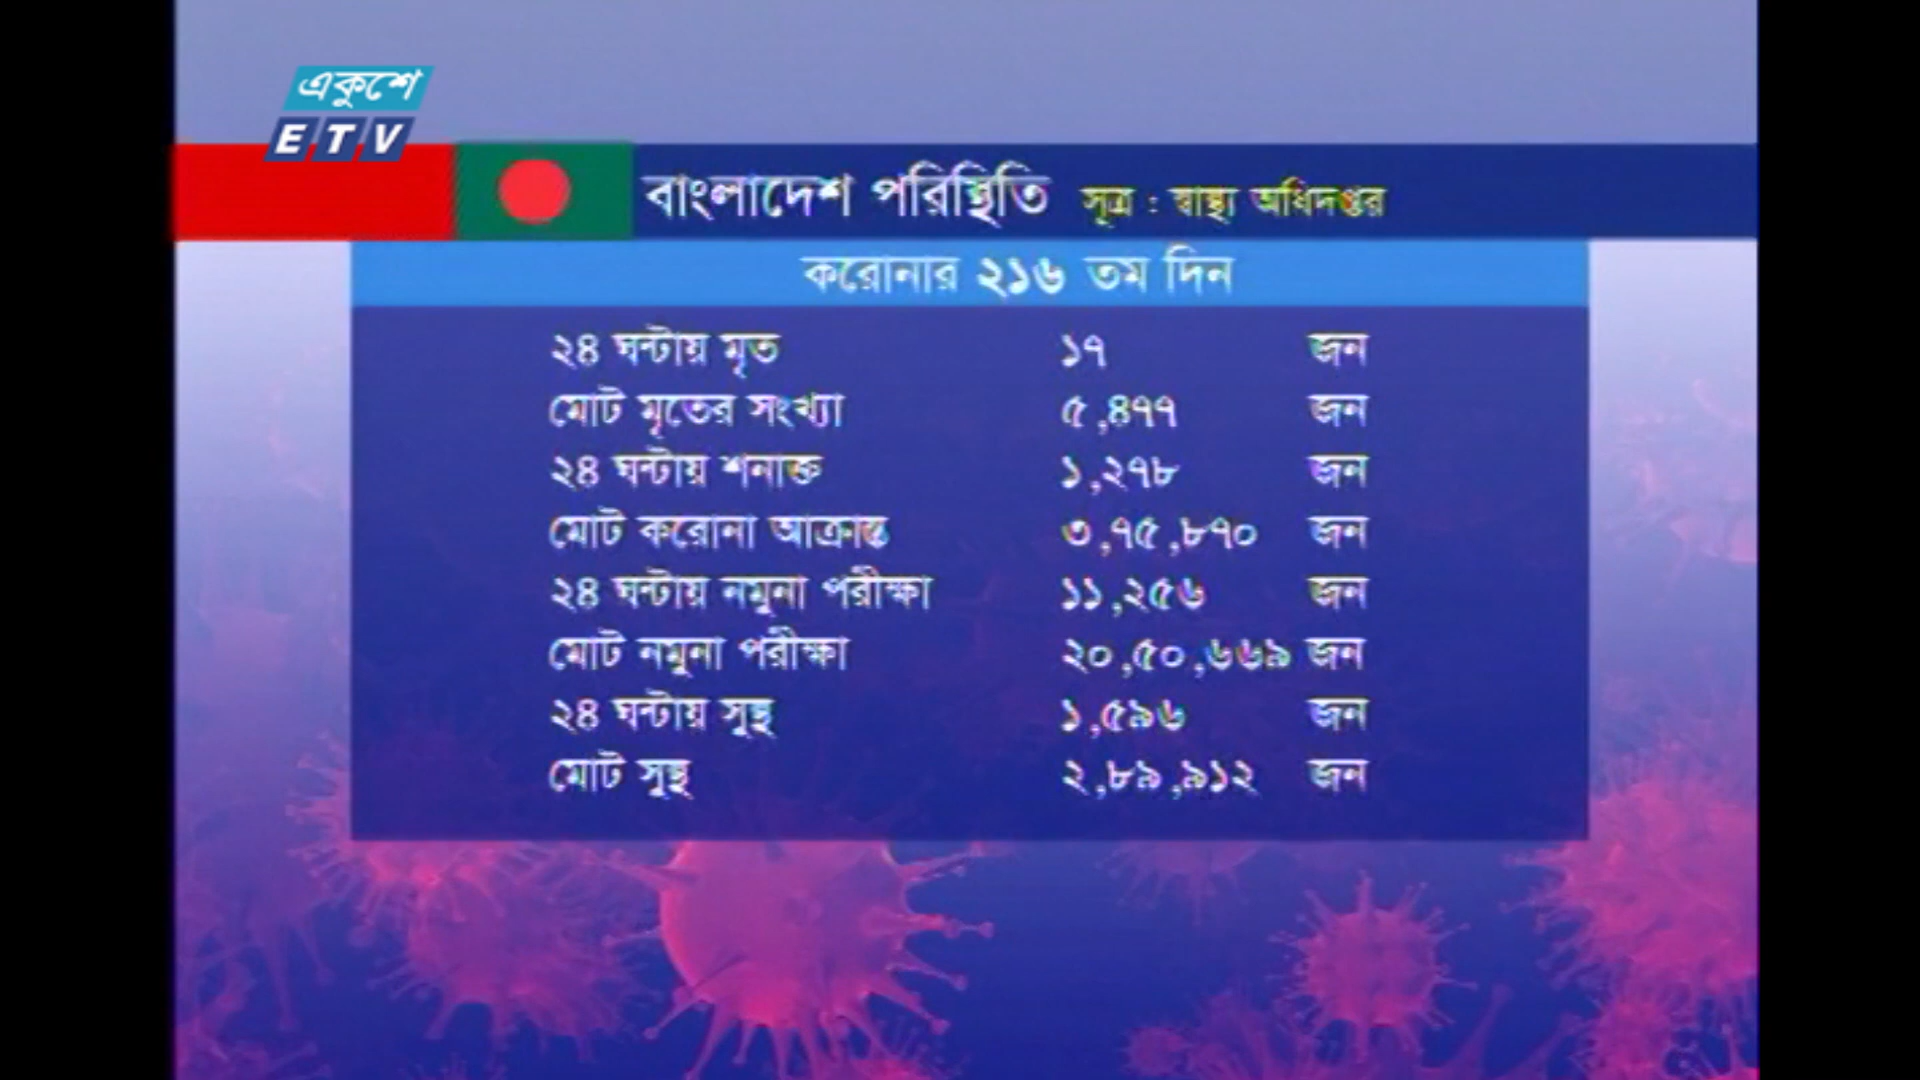 একুশে
ETV
বাংলাদেশ পরিস্থিতি সূত্র : স্বাস্থ্য অধিদপ্তর
করোনার ২১৬ তম দিন
২৪ ঘন্টায় মৃত ১৭ জন
মোট মৃতের সংখ্যা ৫,৪৭৭ জন
২৪ ঘন্টায় শনাক্ত ১,২৭৮ জন
মোট করোনা আক্রান্ত ৩,৭৫,৮৭০ জন
২৪ ঘন্টায় নমুনা পরীক্ষা ১১,২৫৬ জন
মোট নমুনা পরীক্ষা ২০,৫০,৬৬৯ জন
২৪ ঘন্টায় সুস্থ ১,৫৯৬ জন
মোট সুস্থ ২,৮৯,৯১২ জন